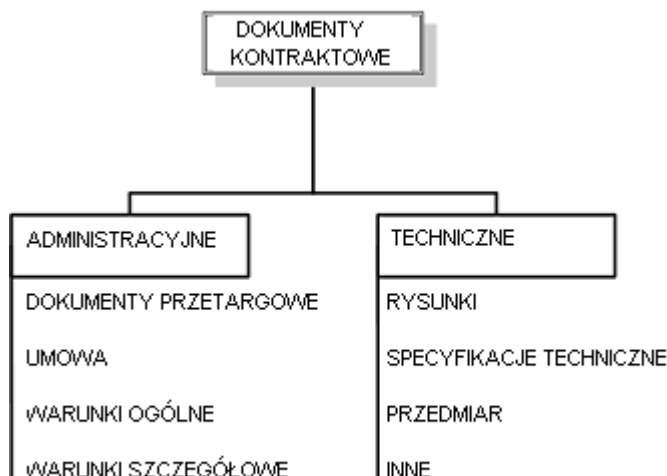 DOKUMENTY
KONTRAKTOWE
ADMINISTRACYJNE
DOKUMENTY PRZETARGOWE
UMOWA
WARUNKI OGÓLNE
WARUNKI SZCZEGÓŁOWE
TECHNICZNE
RYSUNKI
SPECYFIKACJE TECHNICZNE
PRZEDMIAR
INNE